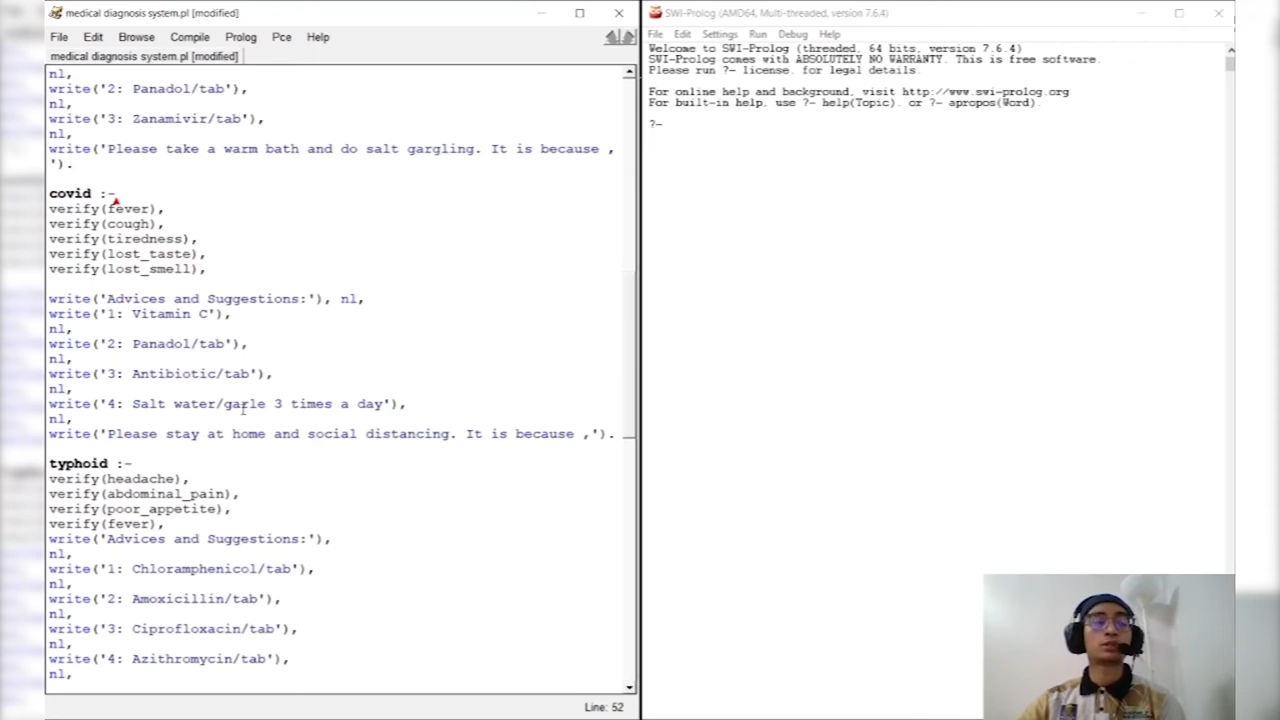 medical diagnosis system.pl [modified]
File Edit Browse Compile Prolog Pce Help
medical diagnosis system.pl [modified]
nl,
write('2: Panadol/tab'),
nl,
write('3: Zanamivir/tab'),
nl,
write('Please take a warm bath and do salt gargling. It is because ,
').
covid :-
verify(fever),
verify(cough),
verify(tiredness),
verify(lost_taste),
verify(lost_smell),
write('Advices and Suggestions:'), nl,
write('1: Vitamin C'),
nl,
write('2: Panadol/tab'),
nl,
write('3: Antibiotic/tab'),
nl,
write('4: Salt water/garle 3 times a day'),
nl,
write('Please stay at home and social distancing. It is because ,').
typhoid :-
verify(headache),
verify(abdominal_pain),
verify(poor_appetite),
verify(fever),
write('Advices and Suggestions:'),
nl,
write('1: Chloramphenicol/tab'),
nl,
write('2: Amoxicillin/tab'),
nl,
write('3: Ciprofloxacin/tab'),
nl,
write('4: Azithromycin/tab'),
nl,
Line: 52
SWI-Prolog (AMD64, Multi-threaded, version 7.6.4)
File Edit Settings Run Debug Help
Welcome to SWI-Prolog (threaded, 64 bits, version 7.6.4)
SWI-Prolog comes with ABSOLUTELY NO WARRANTY. This is free software.
Please run ?- license. for legal details.
For online help and background, visit http://www.swi-prolog.org
For built-in help, use ?- help(Topic). or ?- apropos(Word).
?-